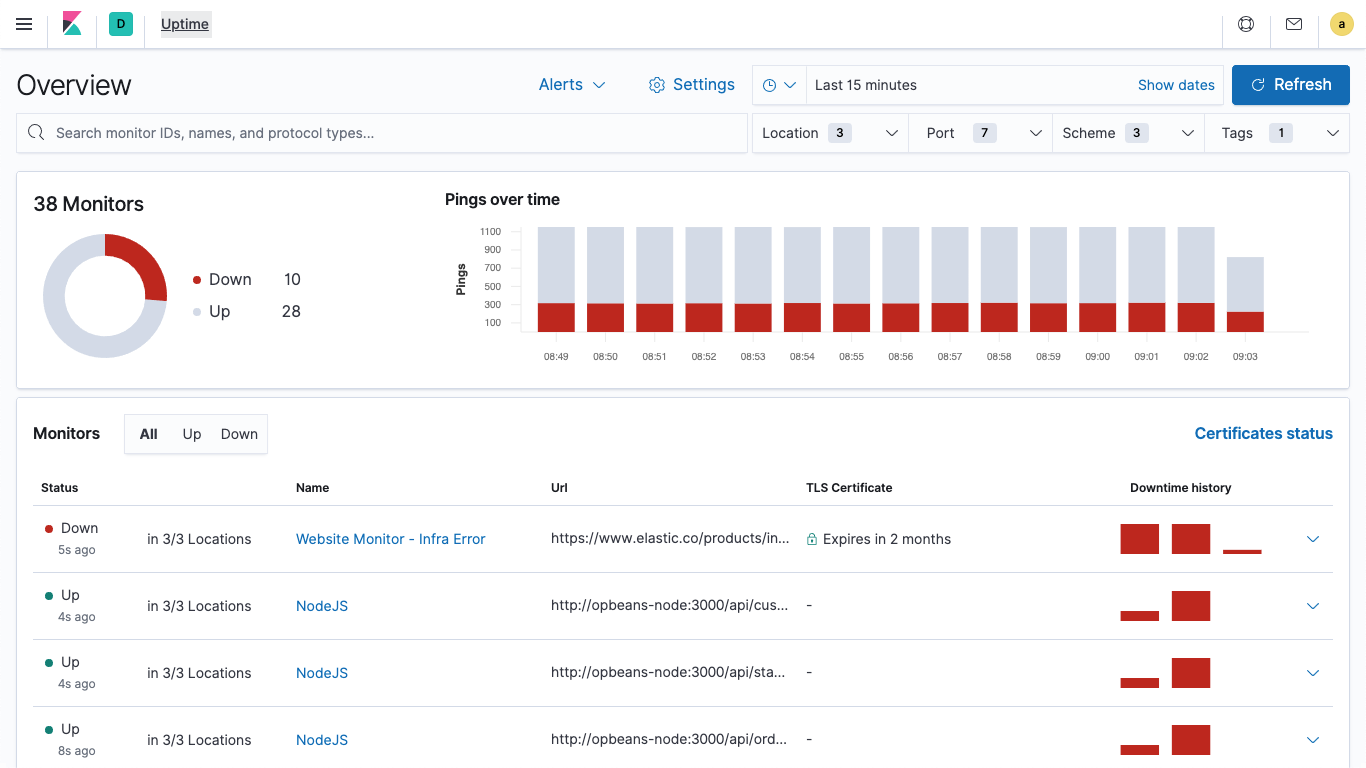 D Uptime a
Overview Alerts Settings Last 15 minutes Show dates Refresh
Search monitor IDs, names, and protocol types... Location 3 Port 7 Scheme 3 Tags 1
38 Monitors
Down 10
Up 28
Pings over time
Pings
1100
900
700
500
300
100
08:49 08:50 08:51 08:52 08:53 08:54 08:55 08:56 08:57 08:58 08:59 09:00 09:01 09:02 09:03
Monitors All Up Down Certificates status
Status Name Url TLS Certificate Downtime history
Down
5s ago
in 3/3 Locations Website Monitor - Infra Error https://www.elastic.co/products/in... Expires in 2 months
Up
4s ago
in 3/3 Locations NodeJS http://opbeans-node:3000/api/cus... -
Up
4s ago
in 3/3 Locations NodeJS http://opbeans-node:3000/api/sta... -
Up
8s ago
in 3/3 Locations NodeJS http://opbeans-node:3000/api/ord... -